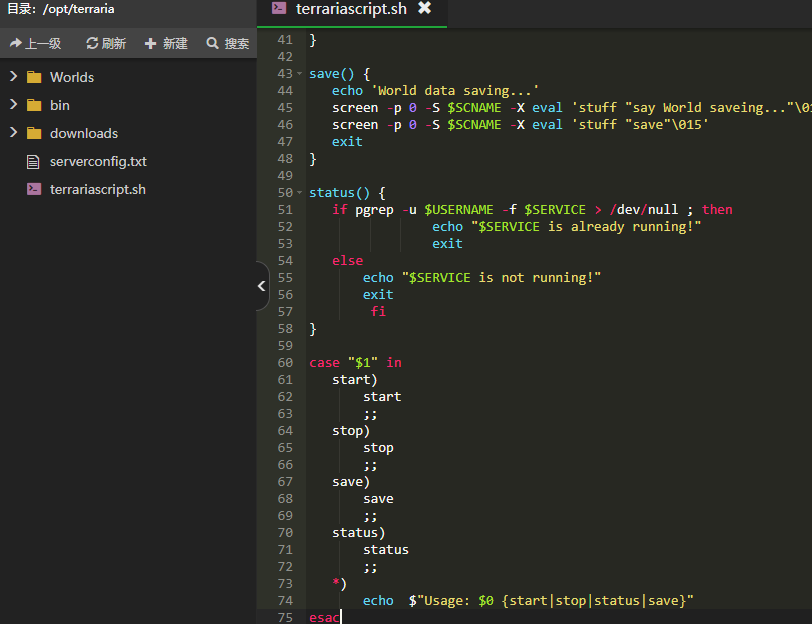 目录: /opt/terraria
上一级 刷新 新建 搜索
Worlds
bin
downloads
serverconfig.txt
terrariascript.sh
terrariascript.sh
41 }
42
43 save() {
44 echo 'World data saving...'
45 screen -p 0 -S $SCNAME -X eval 'stuff "say World saveing..."\01
46 screen -p 0 -S $SCNAME -X eval 'stuff "save"\015'
47 exit
48 }
49
50 status() {
51 if pgrep -u $USERNAME -f $SERVICE > /dev/null ; then
52 echo "$SERVICE is already running!"
53 exit
54 else
55 echo "$SERVICE is not running!"
56 exit
57 fi
58 }
59
60 case "$1" in
61 start)
62 start
63 ;;
64 stop)
65 stop
66 ;;
67 save)
68 save
69 ;;
70 status)
71 status
72 ;;
73 *)
74 echo $"Usage: $0 {start|stop|status|save}"
75 esac